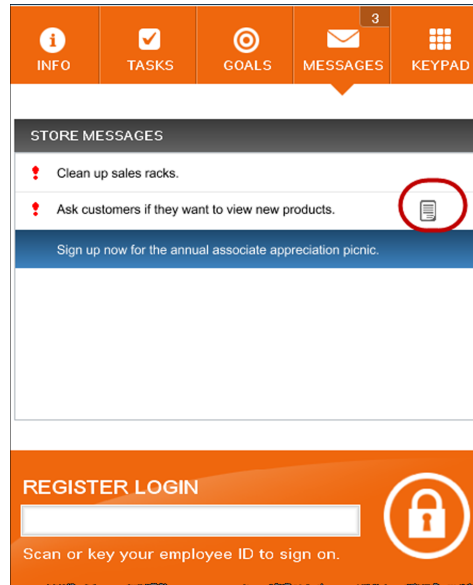 3
INFO
TASKS
GOALS
MESSAGES
KEYPAD
STORE MESSAGES
Clean up sales racks.
Ask customers if they want to view new products.
Sign up now for the annual associate appreciation picnic.
REGISTER LOGIN
Scan or key your employee ID to sign on.